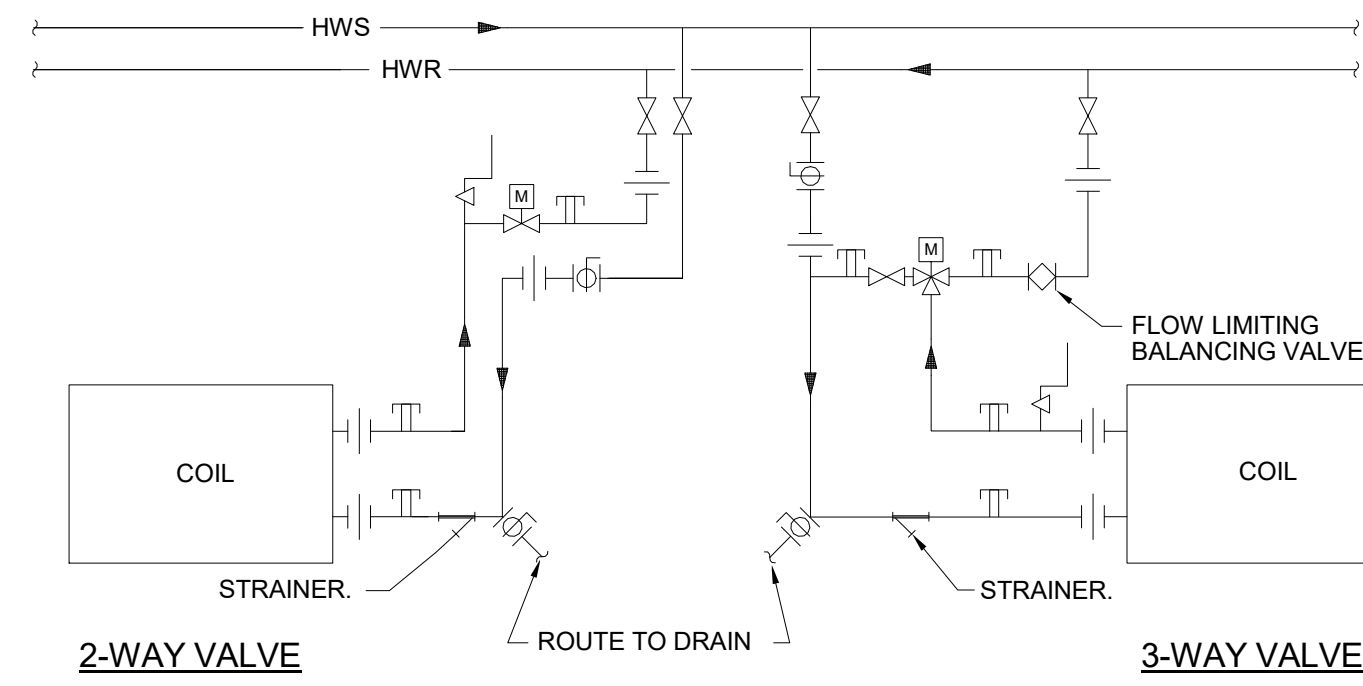 HWS
HWR
M
M
FLOW LIMITING
BALANCING VALVE
COIL
COIL
STRAINER.
STRAINER.
ROUTE TO DRAIN
2-WAY VALVE
3-WAY VALVE